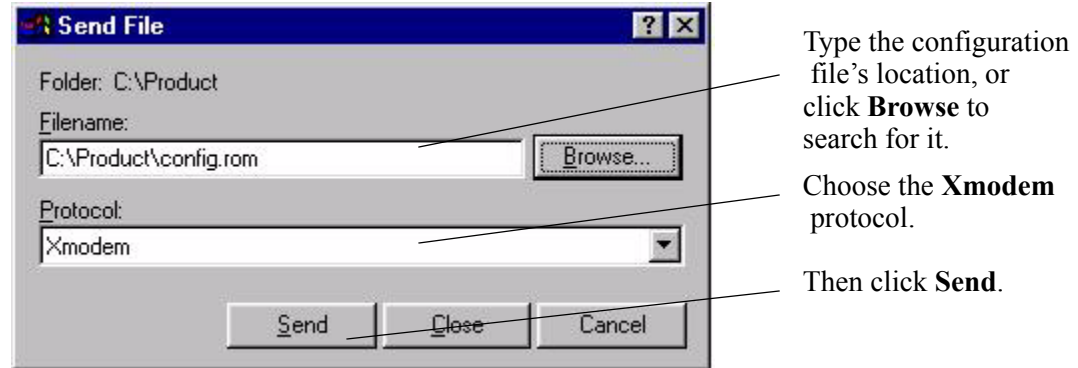 Send File
Folder: C:\Product
Filename:
C:\Product\config.rom
Browse...
Protocol:
Xmodem
Send
Close
Cancel
Type the configuration
file’s location, or
click Browse to
search for it.
Choose the Xmodem
protocol.
Then click Send.